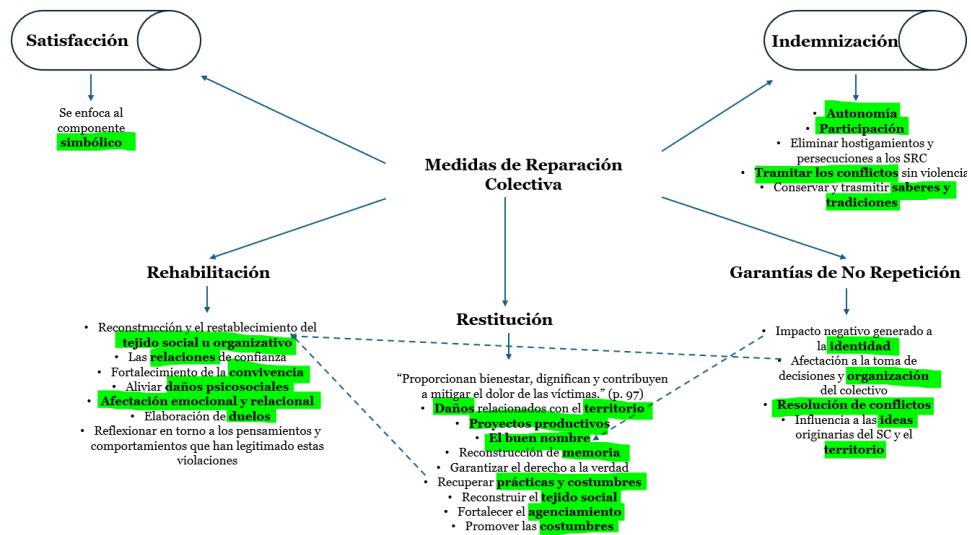 Satisfacción
Se enfoca al
componente
simbólico
Indemnización
• Autonomía
• Participación
• Eliminar hostigamientos y
persecuciones a los SRC
• Tramitar los conflictos sin violencia
• Conservar y trasmitir saberes y
tradiciones
Medidas de Reparación
Colectiva
Rehabilitación
• Reconstrucción y el restablecimiento del
tejido social u organizativo
• Las relaciones de confianza
• Fortalecimiento de la convivencia
• Aliviar daños psicosociales
• Afectación emocional y relacional
• Elaboración de duelos
• Reflexionar en torno a los pensamientos y
comportamientos que han legitimado estas
violaciones
Restitución
“Proporcionan bienestar, dignifican y contribuyen
a mitigar el dolor de las víctimas.” (p. 97)
• Daños relacionados con el territorio
• Proyectos productivos
• El buen nombre
• Reconstrucción de memoria
• Garantizar el derecho a la verdad
• Recuperar prácticas y costumbres
• Reconstruir el tejido social
• Fortalecer el agenciamiento
• Promover las costumbres
Garantías de No Repetición
• Impacto negativo generado a
la identidad
• Afectación a la toma de
decisiones y organización
del colectivo
• Resolución de conflictos
• Influencia a las ideas
originarias del SC y el
territorio